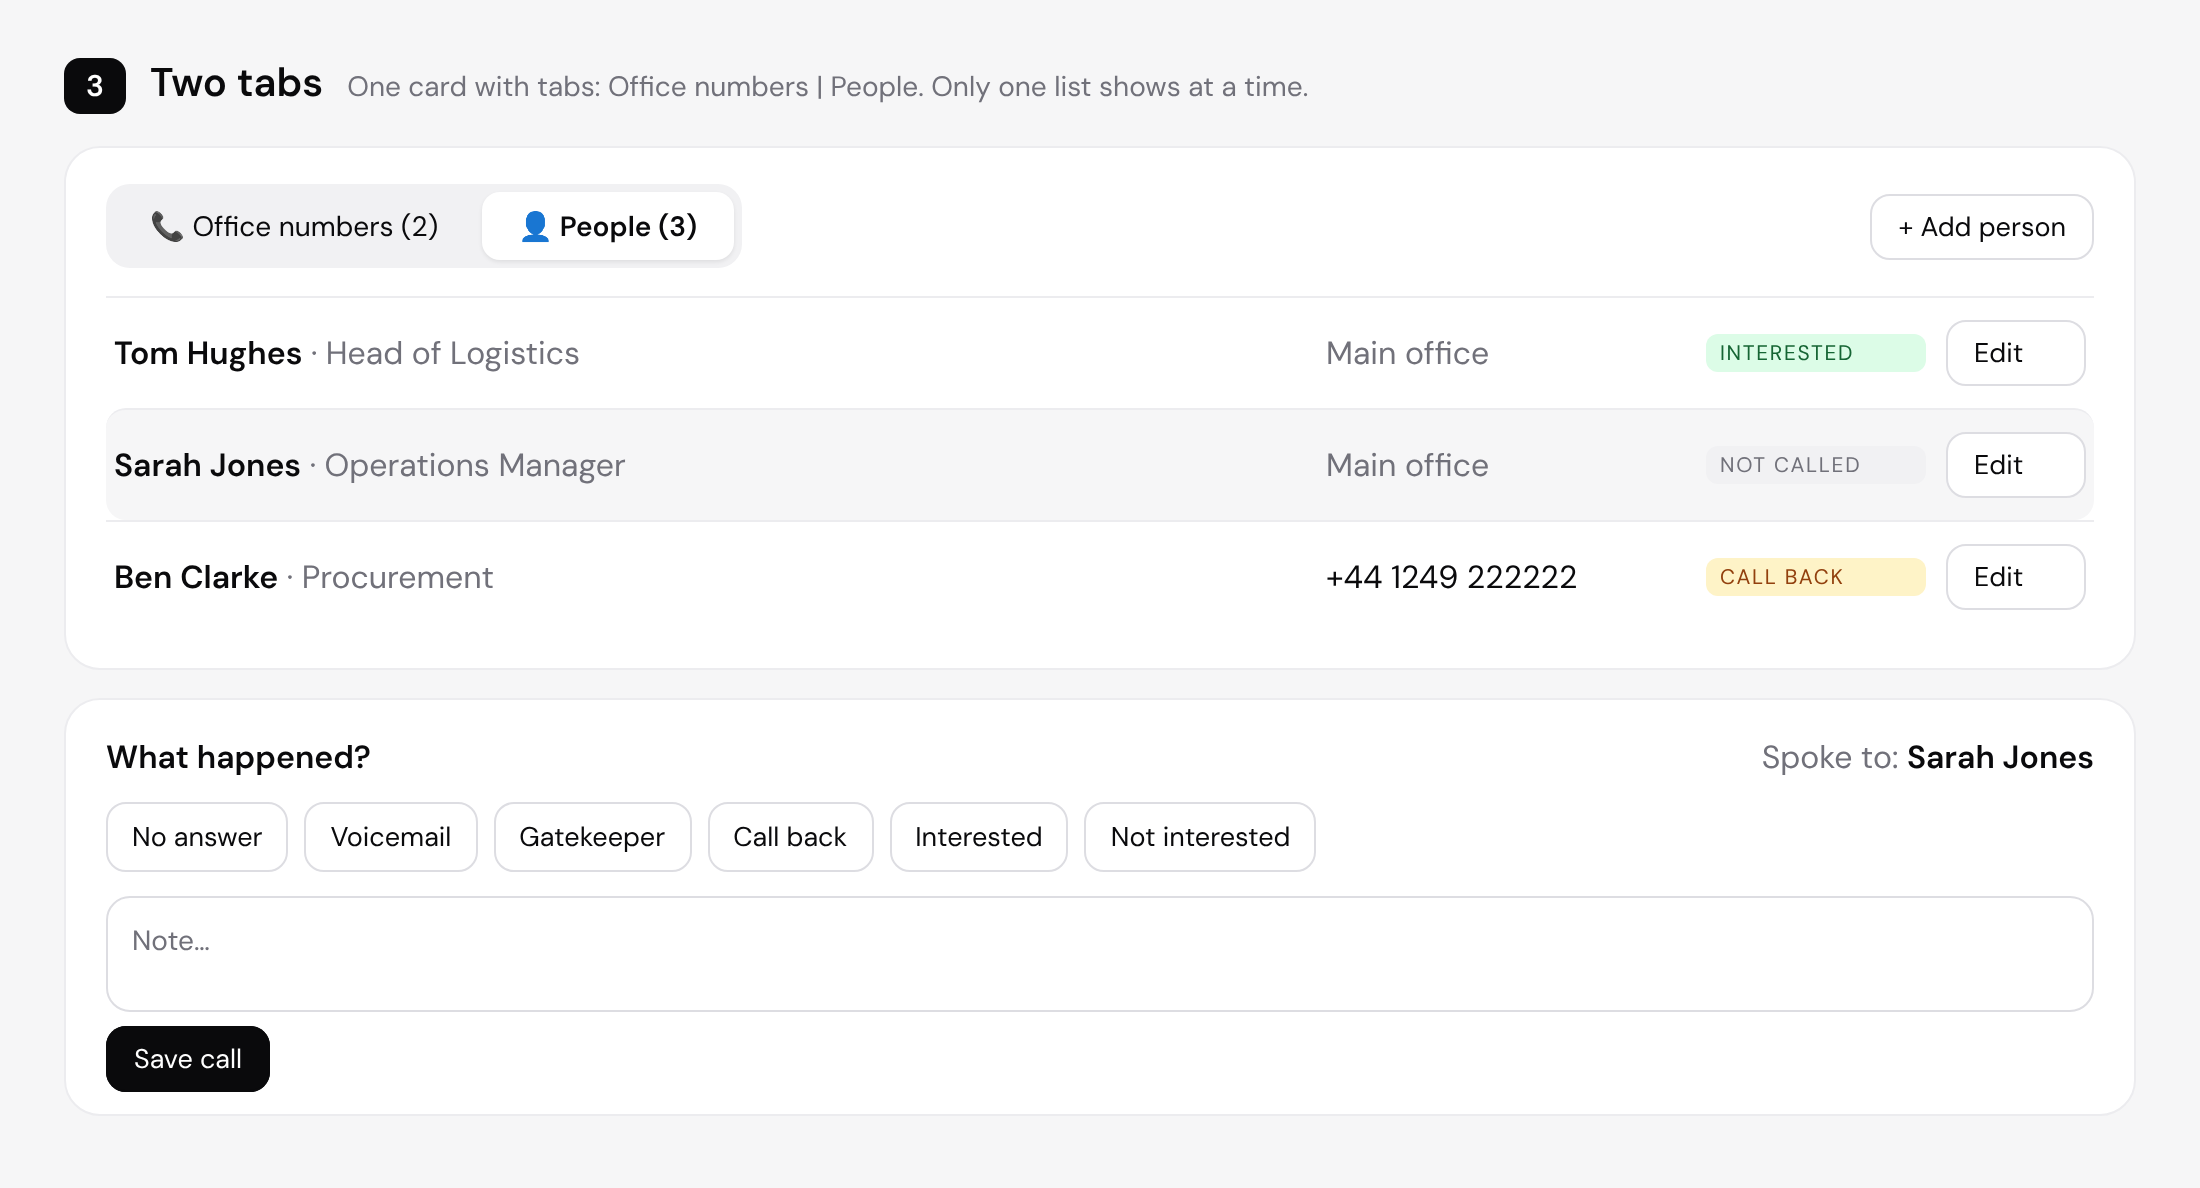 3 Two tabs One card with tabs: Office numbers | People. Only one list shows at a time.
📞 Office numbers (2) 👤 People (3) + Add person
Tom Hughes · Head of Logistics Main office INTERESTED Edit
Sarah Jones · Operations Manager Main office NOT CALLED Edit
Ben Clarke · Procurement +44 1249 222222 CALL BACK Edit
What happened? Spoke to: Sarah Jones
No answer Voicemail Gatekeeper Call back Interested Not interested
Note...
Save call